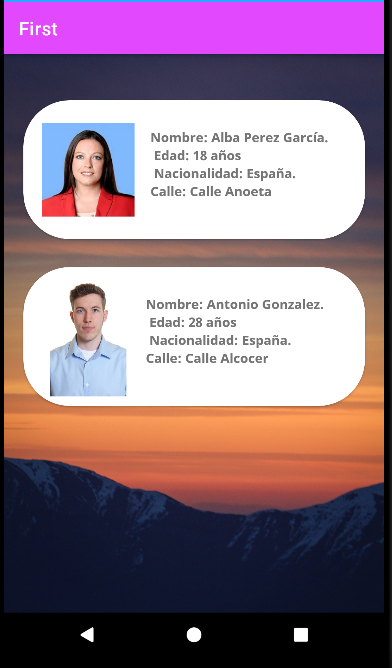 First
Nombre: Alba Perez García.
Edad: 18 años
Nacionalidad: España.
Calle: Calle Anoeta
Nombre: Antonio Gonzalez.
Edad: 28 años
Nacionalidad: España.
Calle: Calle Alcocer